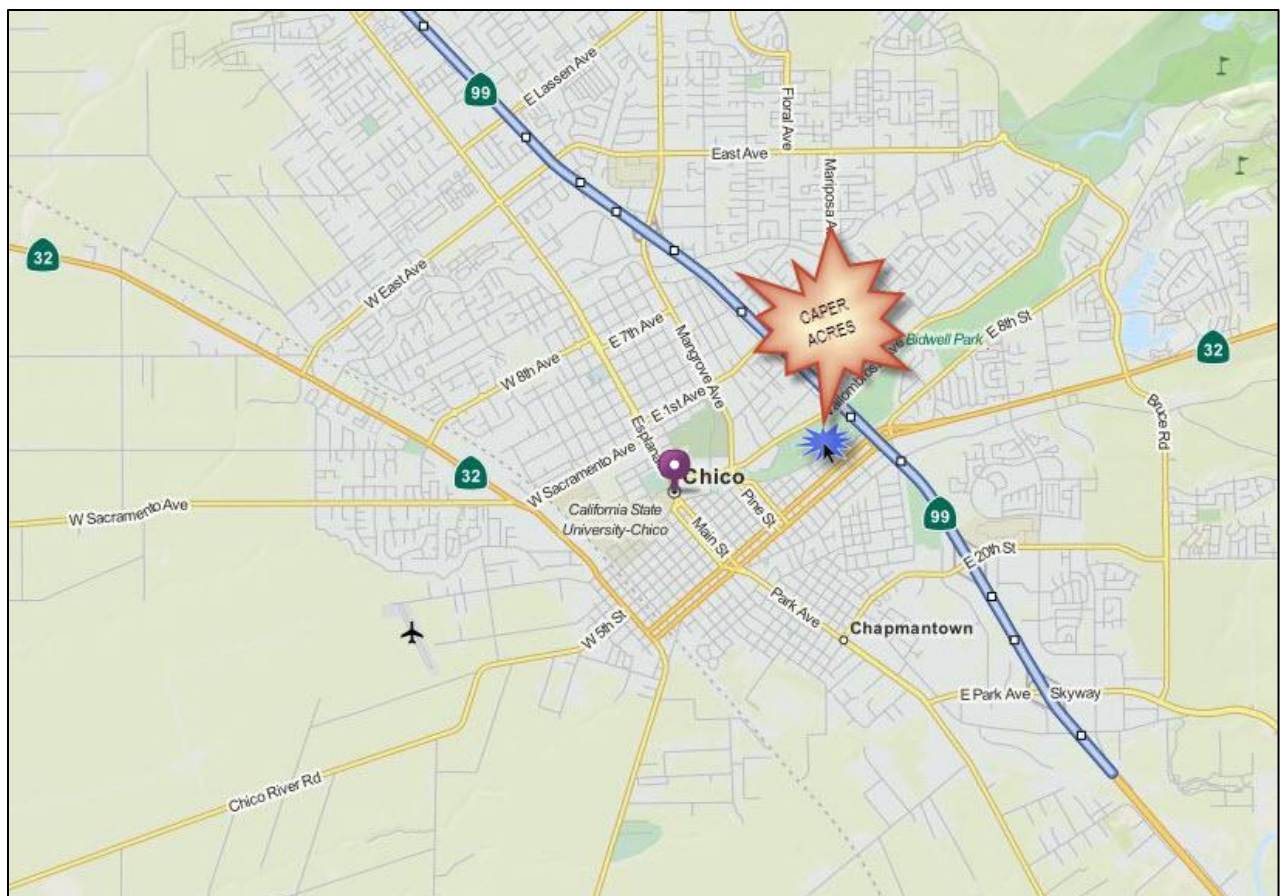 99
E Lassen Ave
Floral Ave
East Ave
Mariposa A
32
W East Ave
CAPER
ACRES
E 7th Ave
Mangrove Ave
Bidwell Park
E 8th St
32
W 8th Ave
E 1st Ave
Bruce Rd
Esplana
W Sacramento Ave
32
Chico
W Sacramento Ave
California State
University-Chico
Pine St
Main St
99
E 20th St
Park Ave
Chapmantown
W 5th St
E Park Ave
Skyway
Chico River Rd